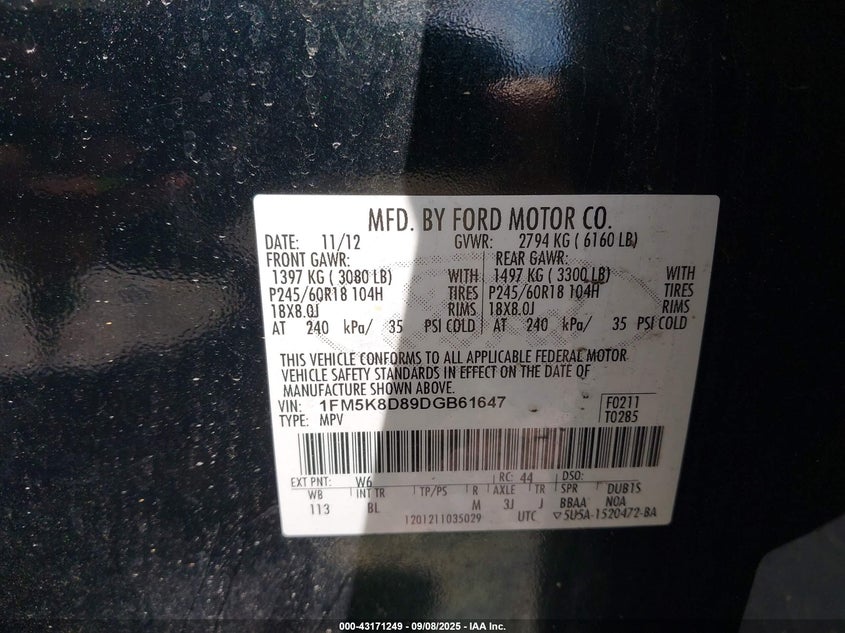 MFD. BY FORD MOTOR CO.
DATE: 11/12 GVWR: 2794 KG ( 6160 LB)
FRONT GAWR: REAR GAWR:
1397 KG ( 3080 LB) WITH 1497 KG ( 3300 LB) WITH
P245/60R18 104H TIRES P245/60R18 104H TIRES
18X8.0J RIMS 18X8.0J RIMS
AT 240 kPa/ 35 PSI COLD AT 240 kPa/ 35 PSI COLD
THIS VEHICLE CONFORMS TO ALL APPLICABLE FEDERAL MOTOR
VEHICLE SAFETY STANDARDS IN EFFECT ON THE DATE OF
MANUFACTURE SHOWN ABOVE.
VIN: 1FM5K8D89DGB61647 F0211
TYPE: MPV T0285
EXT PNT: W6 RC: 44 DSO:
WB INT TR TP/PS R AXLE TR SPR DUB1S
113 BL M 3J J BBAA NOA
1201211035029 UTC ▽5U5A-1520472-BA
000-43171249 - 09/08/2025 - IAA Inc.